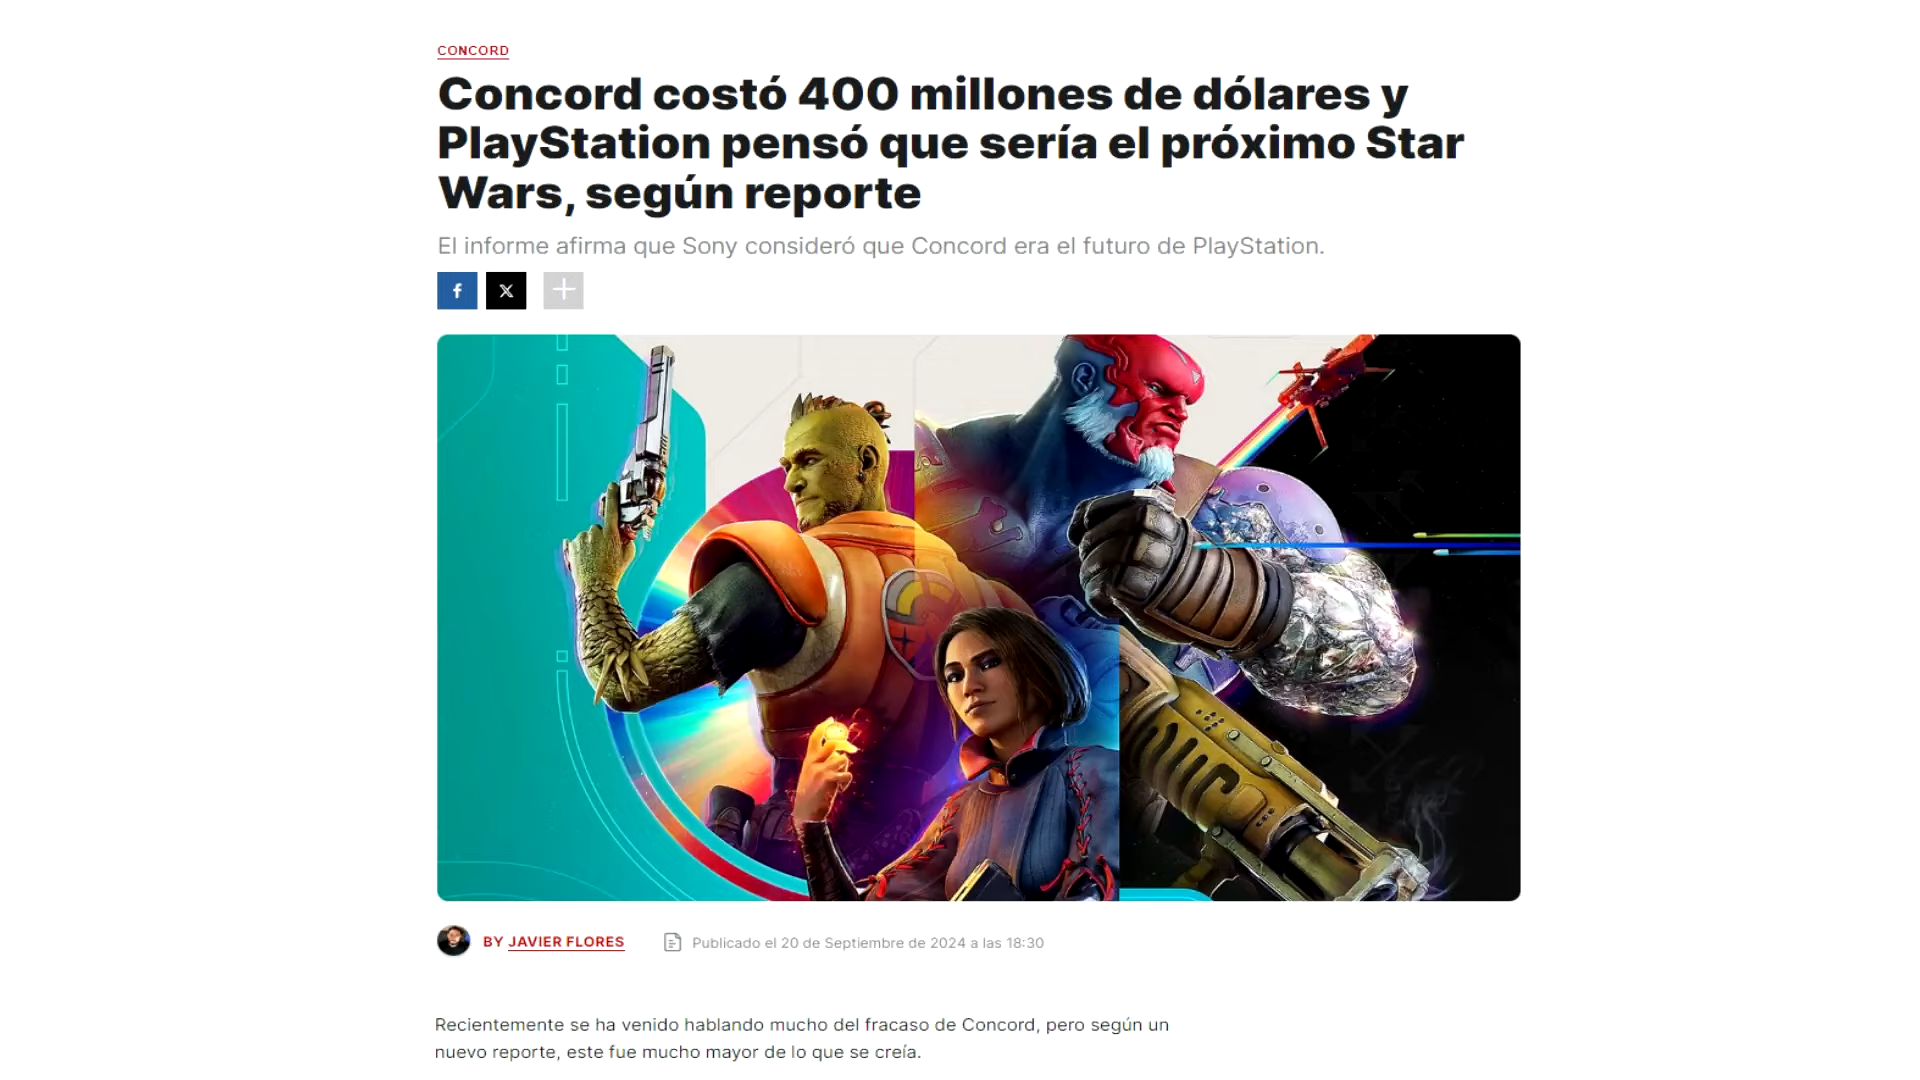 CONCORD
Concord costó 400 millones de dólares y
PlayStation pensó que sería el próximo Star
Wars, según reporte
El informe afirma que Sony consideró que Concord era el futuro de PlayStation.
BY JAVIER FLORES
Publicado el 20 de Septiembre de 2024 a las 18:30
Recientemente se ha venido hablando mucho del fracaso de Concord, pero según un
nuevo reporte, este fue mucho mayor de lo que se creía.